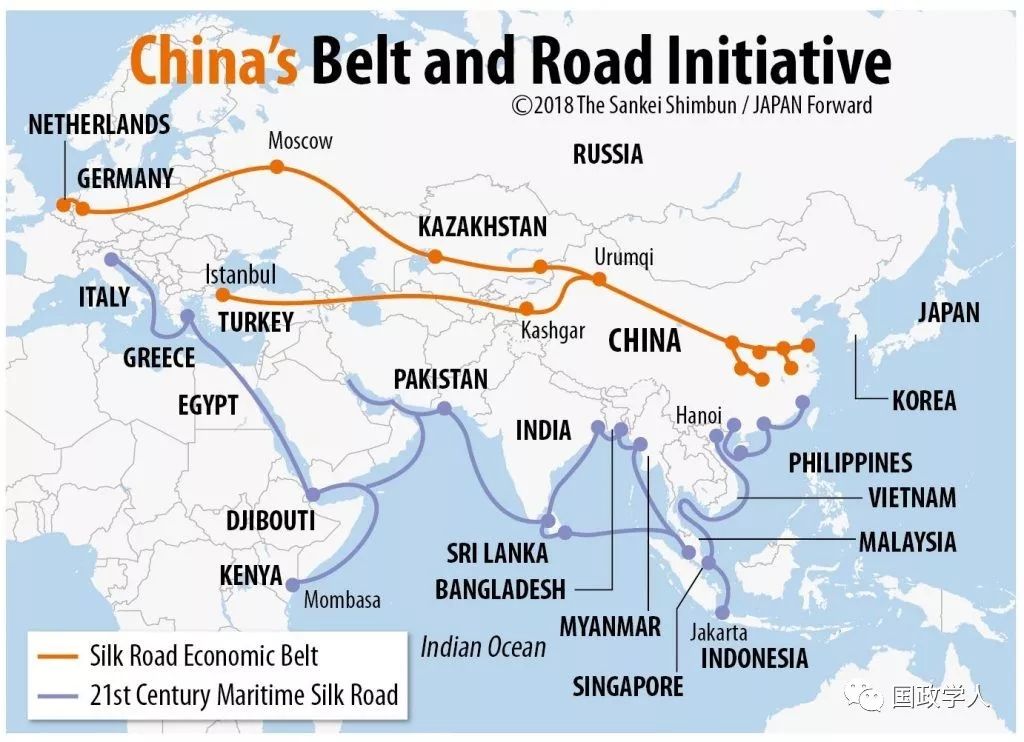 China's Belt and Road Initiative
©2018 The Sankei Shimbun / JAPAN Forward
NETHERLANDS
Moscow
RUSSIA
GERMANY
KAZAKHSTAN
Urumqi
Istanbul
ITALY
TURKEY
Kashgar
CHINA
JAPAN
GREECE
PAKISTAN
KOREA
EGYPT
INDIA
Hanoi
PHILIPPINES
VIETNAM
DJIBOUTI
MALAYSIA
SRI LANKA
KENYA
BANGLADESH
Mombasa
MYANMAR
Jakarta
Indian Ocean
INDONESIA
SINGAPORE
Silk Road Economic Belt
21st Century Maritime Silk Road
国政学人